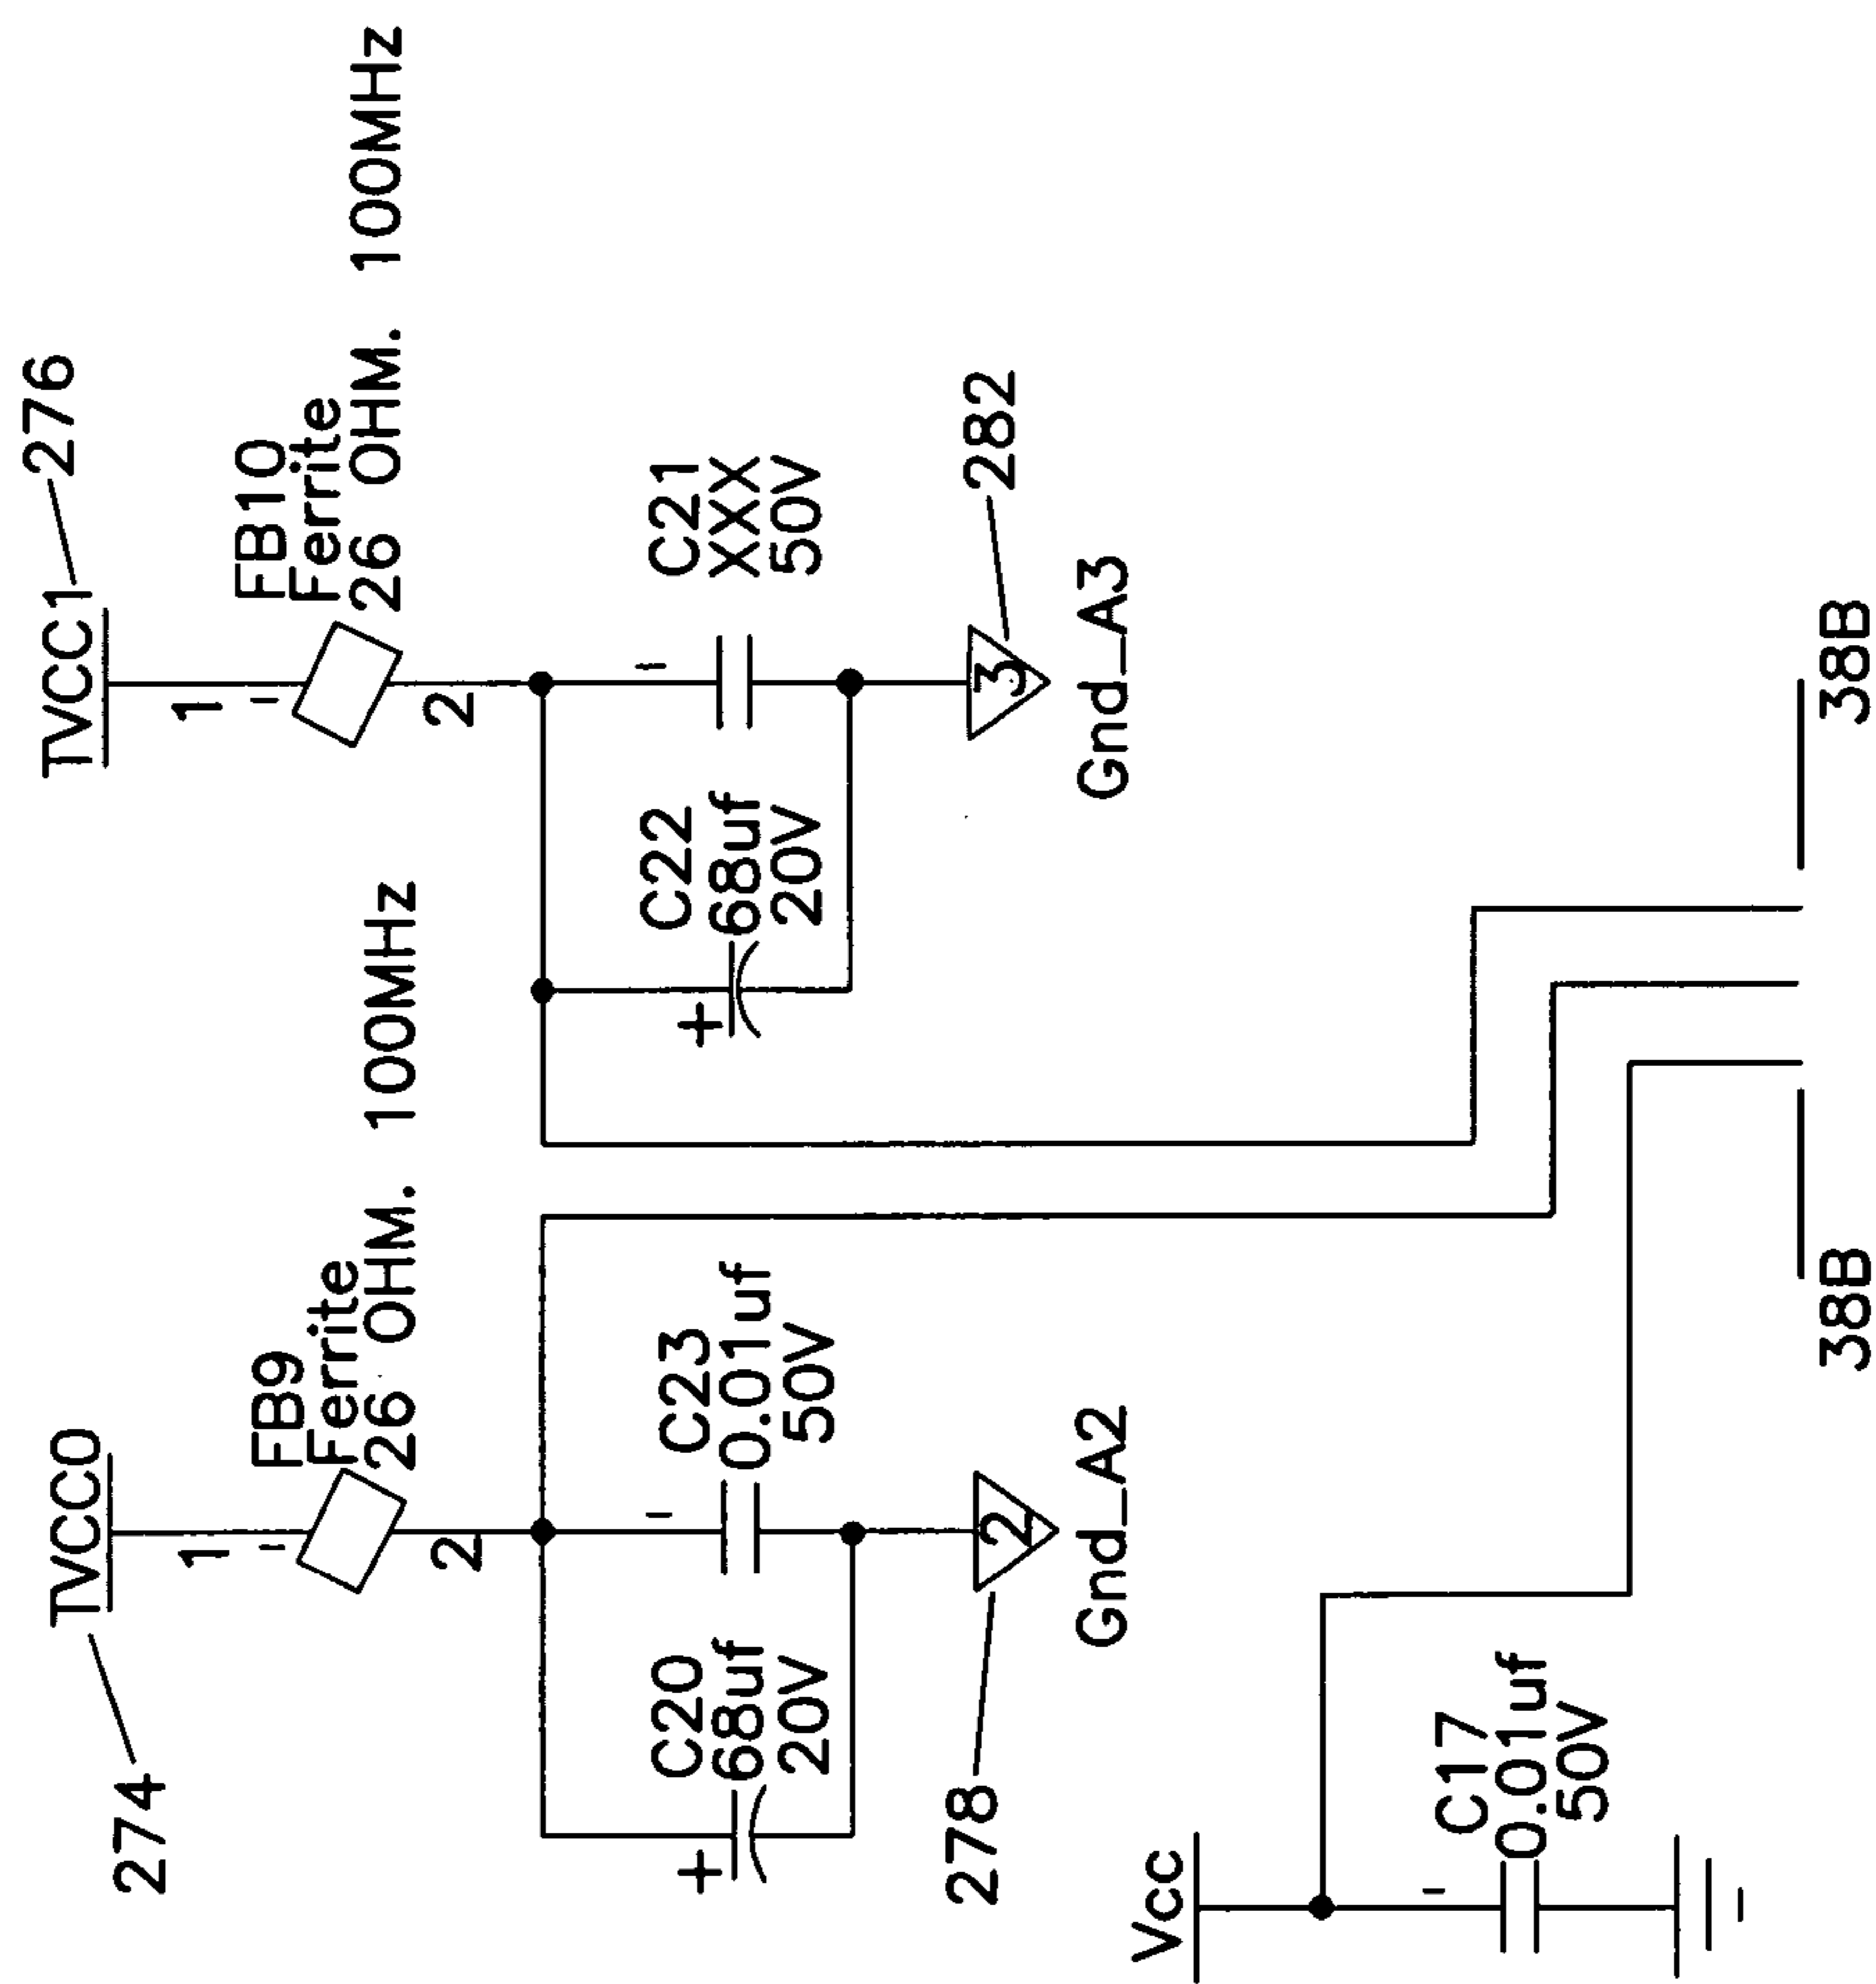 274
TVCC0
1
FB9
Ferrite
26 OHM. 100MHz
2
C20
68uf
20V
+
C23
0.01uf
50V
278
2
Gnd_A2
TVCC1
276
1
FB10
Ferrite
26 OHM. 100MHz
2
C22
68uf
20V
+
C21
XXX
50V
282
3
Gnd_A3
Vcc
C17
0.01uf
50V
38B
38B